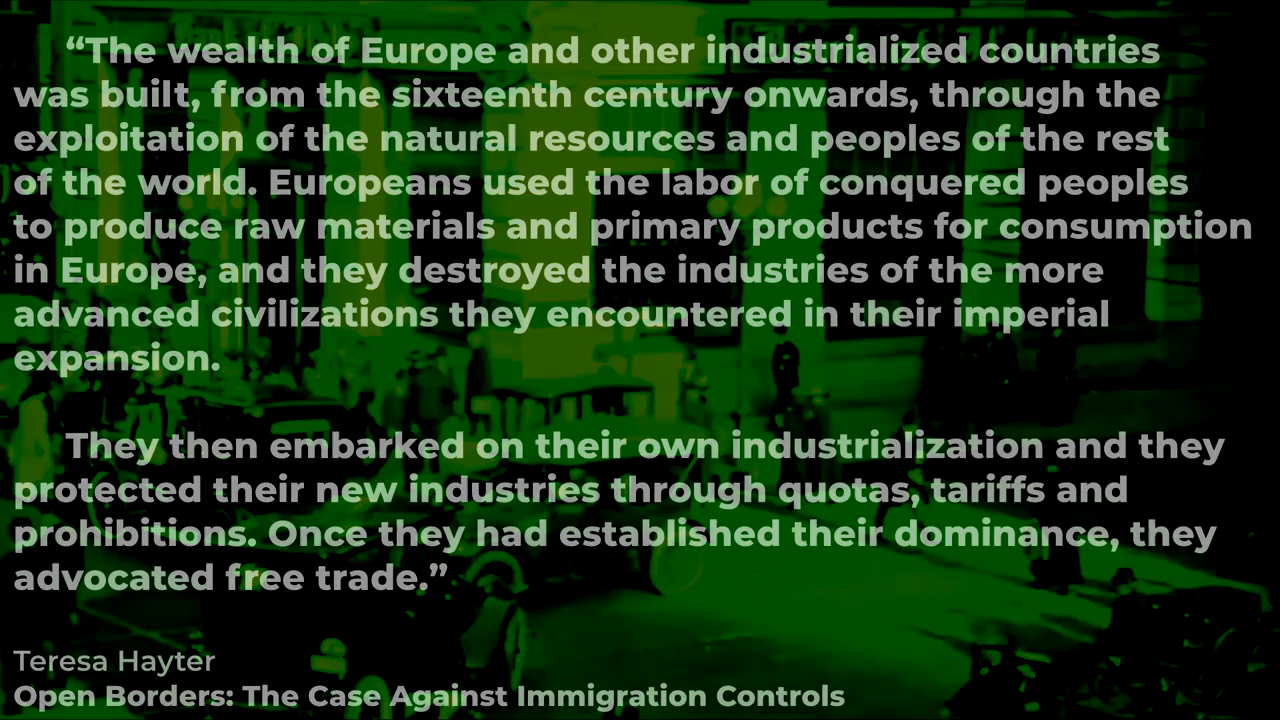 “The wealth of Europe and other industrialized countries
was built, from the sixteenth century onwards, through the
exploitation of the natural resources and peoples of the rest
of the world. Europeans used the labor of conquered peoples
to produce raw materials and primary products for consumption
in Europe, and they destroyed the industries of the more
advanced civilizations they encountered in their imperial
expansion.
They then embarked on their own industrialization and they
protected their new industries through quotas, tariffs and
prohibitions. Once they had established their dominance, they
advocated free trade.”
Teresa Hayter
Open Borders: The Case Against Immigration Controls